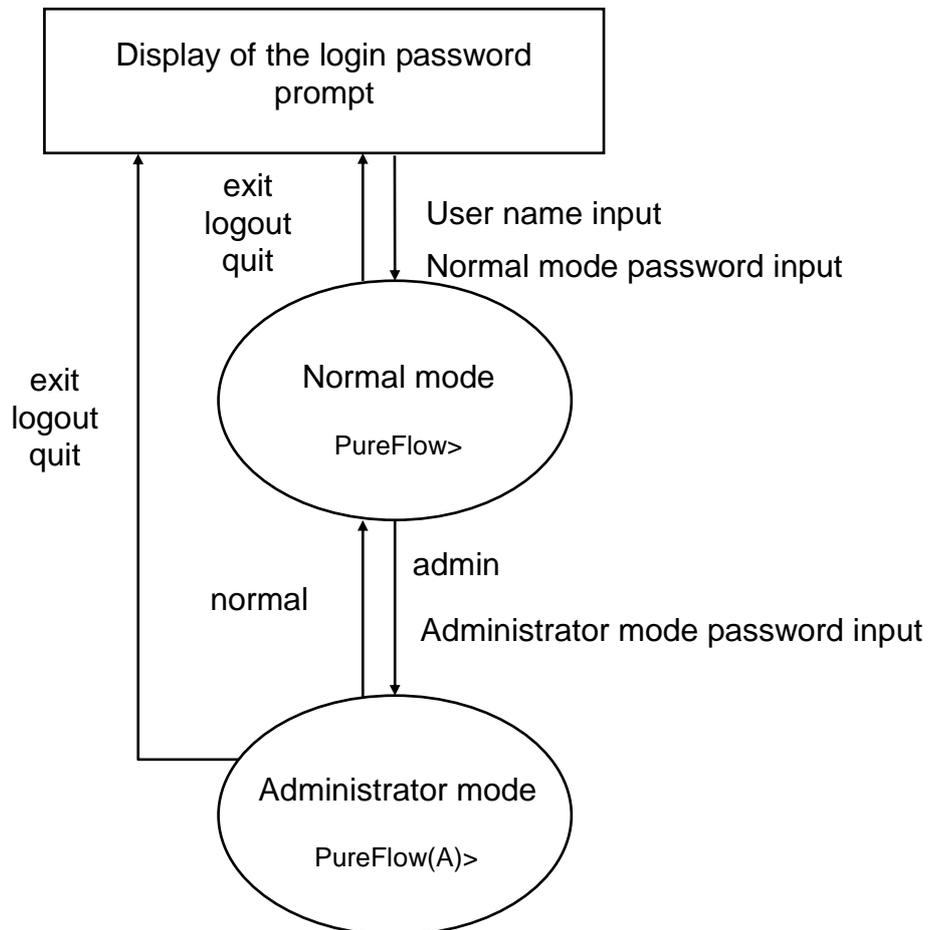 Display of the login password
prompt
exit
logout
quit
User name input
Normal mode password input
Normal mode
PureFlow>
exit
logout
quit
admin
normal
Administrator mode password input
Administrator mode
PureFlow(A)>